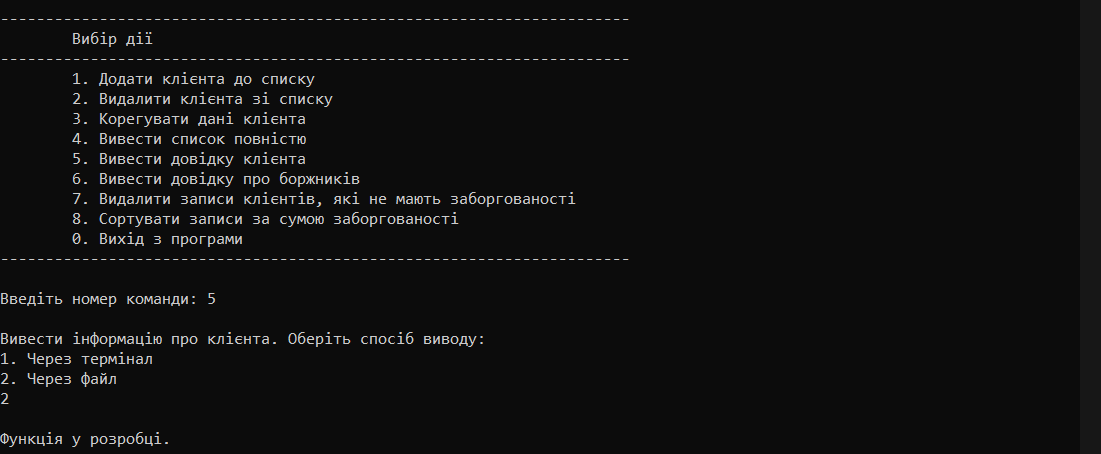 ----------------------------------------------------------------------
Вибір дії
----------------------------------------------------------------------
1. Додати клієнта до списку
2. Видалити клієнта зі списку
3. Корегувати дані клієнта
4. Вивести список повністю
5. Вивести довідку клієнта
6. Вивести довідку про боржників
7. Видалити записи клієнтів, які не мають заборгованості
8. Сортувати записи за сумою заборгованості
0. Вихід з програми
----------------------------------------------------------------------
Введіть номер команди: 5
Вивести інформацію про клієнта. Оберіть спосіб виводу:
1. Через термінал
2. Через файл
2
Функція у розробці.